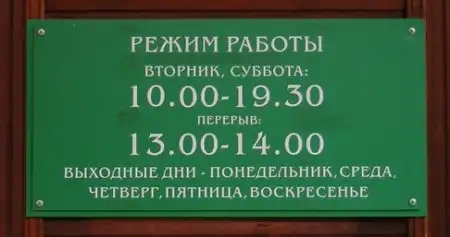 РЕЖИМ РАБОТЫ
ВТОРНИК, СУББОТА:
10.00-19.30
ПЕРЕРЫВ:
13.00-14.00
ВЫХОДНЫЕ ДНИ - ПОНЕДЕЛЬНИК, СРЕДА,
ЧЕТВЕРГ, ПЯТНИЦА, ВОСКРЕСЕНЬЕ